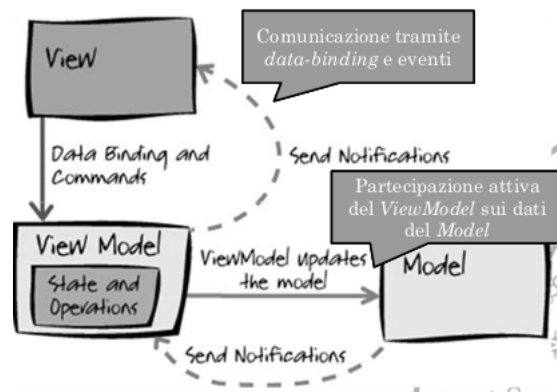 View
Comunicazione tramite
data-binding e eventi
Data Binding and
Commands
Send Notifications
Partecipazione attiva
del ViewModel sui dati
del Model
View Model
State and
Operations
ViewModel updates
the model
Model
Send Notifications